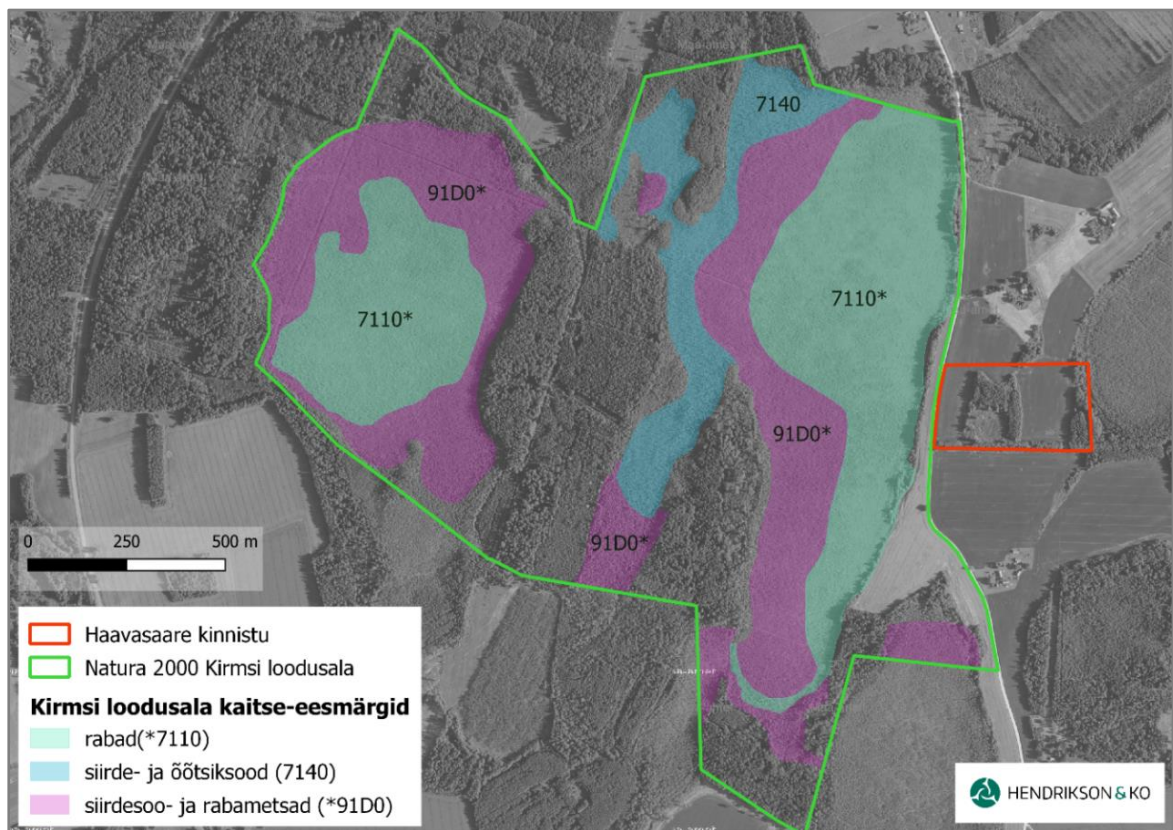 7140
91D0*
7110*
7110*
91D0*
91D0*
0 250 500 m
Haavasaare kinnistu
Natura 2000 Kirmsi loodusala
Kirmsi loodusala kaitse-eesmärgid
rabad(*7110)
siirde- ja õõtsiksood (7140)
siirdesoo- ja rabametsad (*91D0)
HENDRIKSON & KO